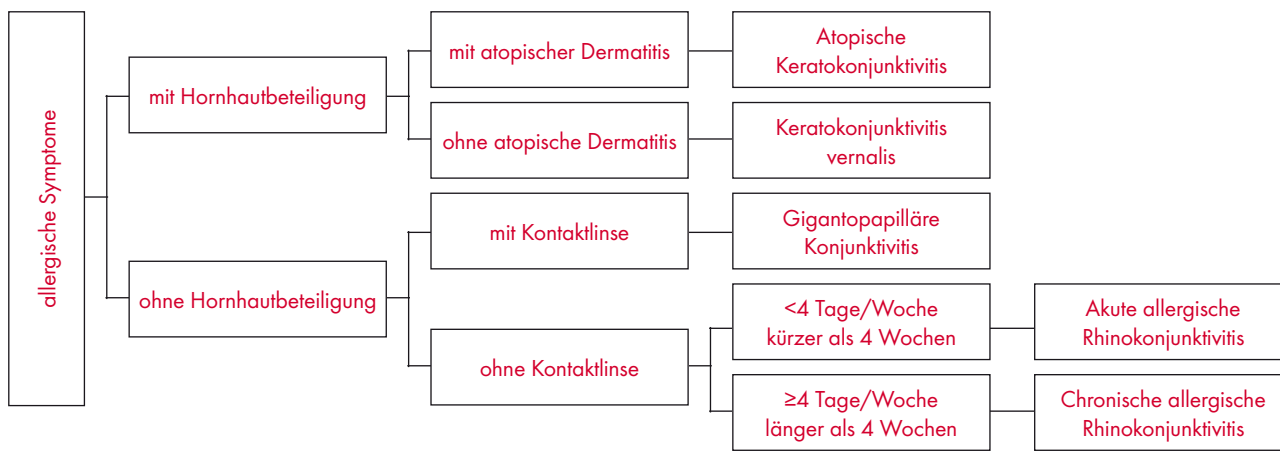 allergische Symptome
mit Hornhautbeteiligung
mit atopischer Dermatitis
Atopische
Keratokonjunktivitis
ohne atopische Dermatitis
Keratokonjunktivitis
vernalis
ohne Hornhautbeteiligung
mit Kontaktlinse
Gigantopapilläre
Konjunktivitis
ohne Kontaktlinse
<4 Tage/Woche
kürzer als 4 Wochen
Akute allergische
Rhinokonjunktivitis
≥4 Tage/Woche
länger als 4 Wochen
Chronische allergische
Rhinokonjunktivitis